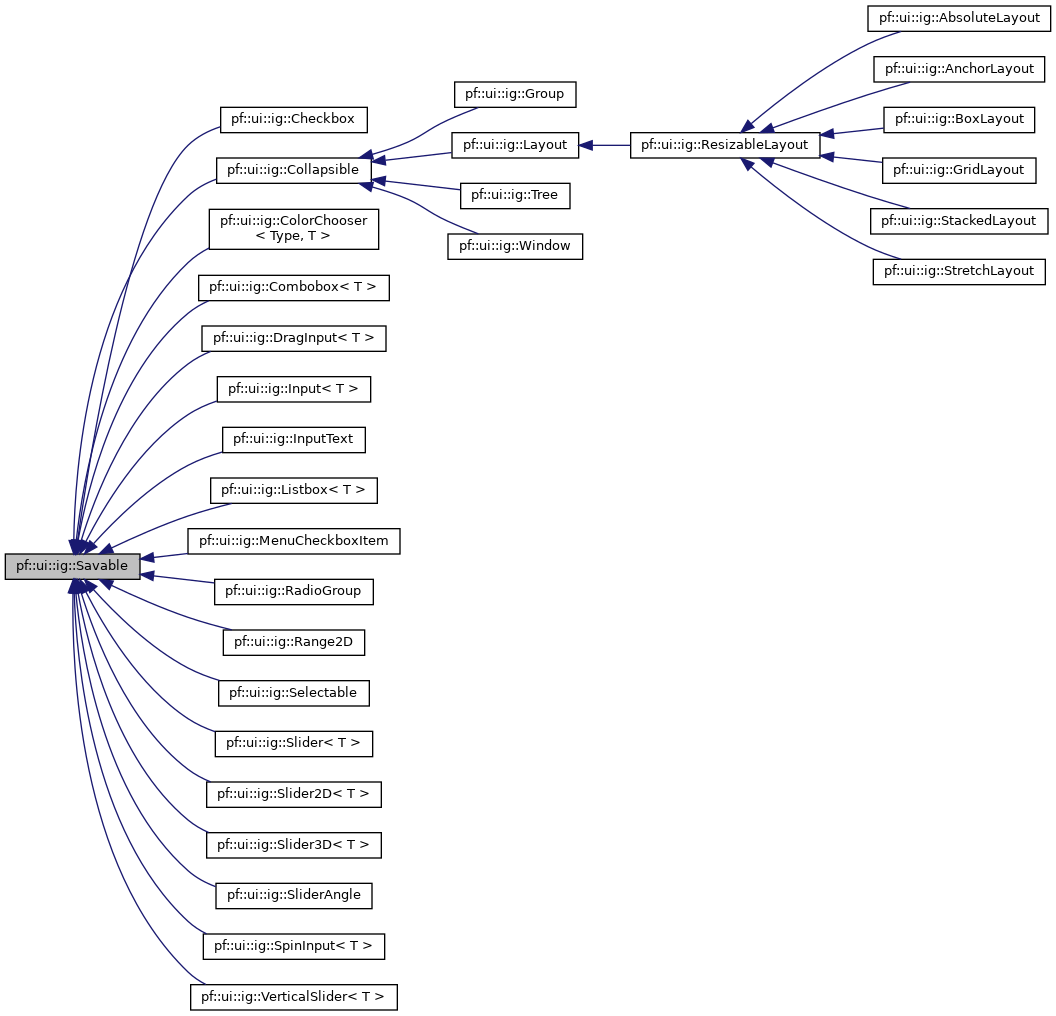 pf::ui::ig::Savable
pf::ui::ig::Checkbox
pf::ui::ig::Collapsible
pf::ui::ig::ColorChooser
< Type, T >
pf::ui::ig::Combobox< T >
pf::ui::ig::DragInput< T >
pf::ui::ig::Input< T >
pf::ui::ig::InputText
pf::ui::ig::Listbox< T >
pf::ui::ig::MenuCheckboxItem
pf::ui::ig::RadioGroup
pf::ui::ig::Range2D
pf::ui::ig::Selectable
pf::ui::ig::Slider< T >
pf::ui::ig::Slider2D< T >
pf::ui::ig::Slider3D< T >
pf::ui::ig::SliderAngle
pf::ui::ig::SpinInput< T >
pf::ui::ig::VerticalSlider< T >
pf::ui::ig::Group
pf::ui::ig::Layout
pf::ui::ig::Tree
pf::ui::ig::Window
pf::ui::ig::ResizableLayout
pf::ui::ig::AbsoluteLayout
pf::ui::ig::AnchorLayout
pf::ui::ig::BoxLayout
pf::ui::ig::GridLayout
pf::ui::ig::StackedLayout
pf::ui::ig::StretchLayout